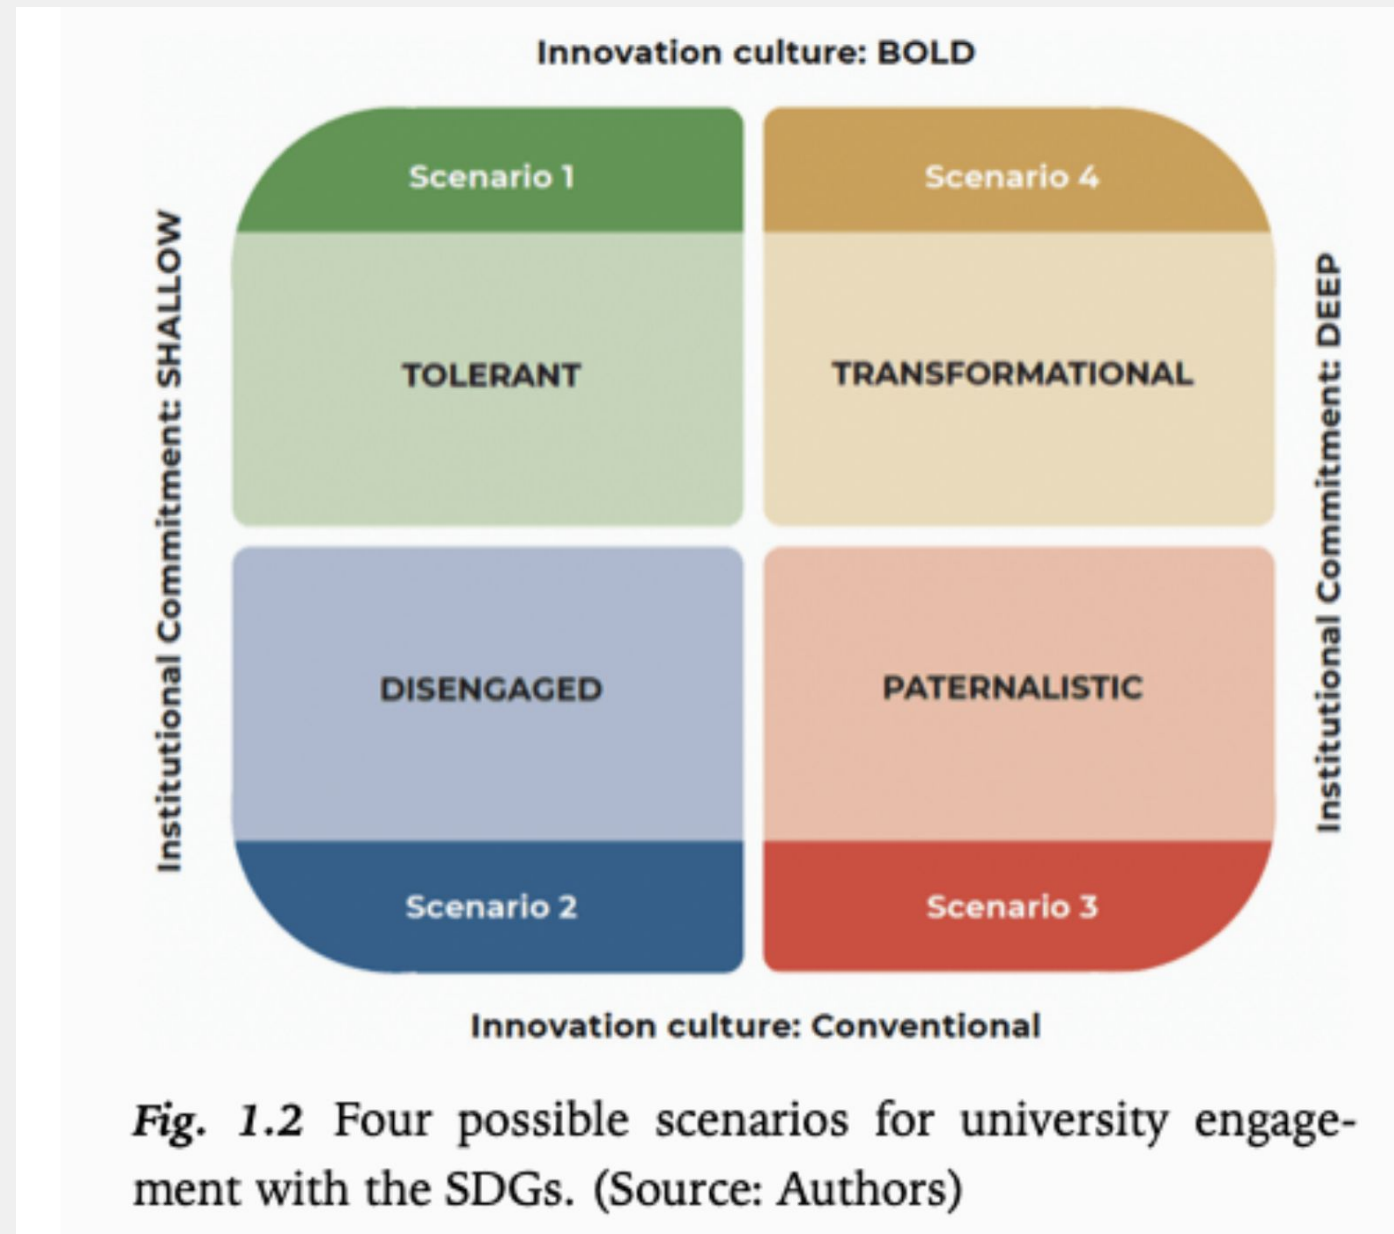 Innovation culture: BOLD
Institutional Commitment: SHALLOW
Scenario 1
TOLERANT
Scenario 4
TRANSFORMATIONAL
Institutional Commitment: DEEP
DISENGAGED
Scenario 2
PATERNALISTIC
Scenario 3
Innovation culture: Conventional
Fig. 1.2 Four possible scenarios for university engage-
ment with the SDGs. (Source: Authors)